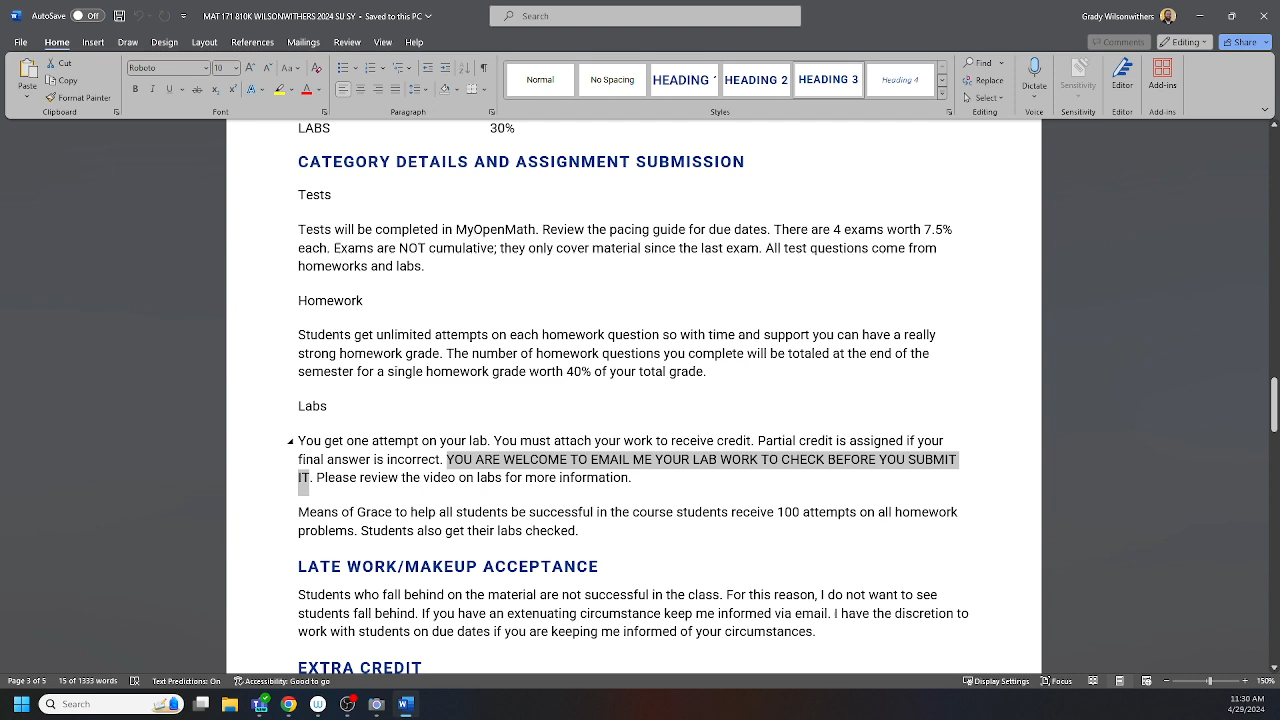 AutoSave Off MAT 171 810K WILSONWITHERS2024 SU SY • Saved to this PC Search Grady Wilsonwithers
File Home Insert Draw Design Layout References Mailings Review View Help Comments Editing Share
Paste Cut Copy Format Painter Clipboard
Roboto 10 Aa Font
Paragraph
Normal No Spacing HEADING HEADING 2 HEADING 3 Heading 4 Styles
Find Replace Select Editing
Dictate Voice Sensitivity Sensitivity Editor Editor Add-ins Add-ins
LABS 30%
CATEGORY DETAILS AND ASSIGNMENT SUBMISSION
Tests
Tests will be completed in MyOpenMath. Review the pacing guide for due dates. There are 4 exams worth 7.5%
each. Exams are NOT cumulative; they only cover material since the last exam. All test questions come from
homeworks and labs.
Homework
Students get unlimited attempts on each homework question so with time and support you can have a really
strong homework grade. The number of homework questions you complete will be totaled at the end of the
semester for a single homework grade worth 40% of your total grade.
Labs
You get one attempt on your lab. You must attach your work to receive credit. Partial credit is assigned if your
final answer is incorrect. YOU ARE WELCOME TO EMAIL ME YOUR LAB WORK TO CHECK BEFORE YOU SUBMIT
IT. Please review the video on labs for more information.
Means of Grace to help all students be successful in the course students receive 100 attempts on all homework
problems. Students also get their labs checked.
LATE WORK/MAKEUP ACCEPTANCE
Students who fall behind on the material are not successful in the class. For this reason, I do not want to see
students fall behind. If you have an extenuating circumstance keep me informed via email. I have the discretion to
work with students on due dates if you are keeping me informed of your circumstances.
EXTRA CREDIT
Page 3 of 5 15 of 1333 words Text Predictions: On Accessibility: Good to go Display Settings Focus 150%
Search 11:30 AM
4/29/2024